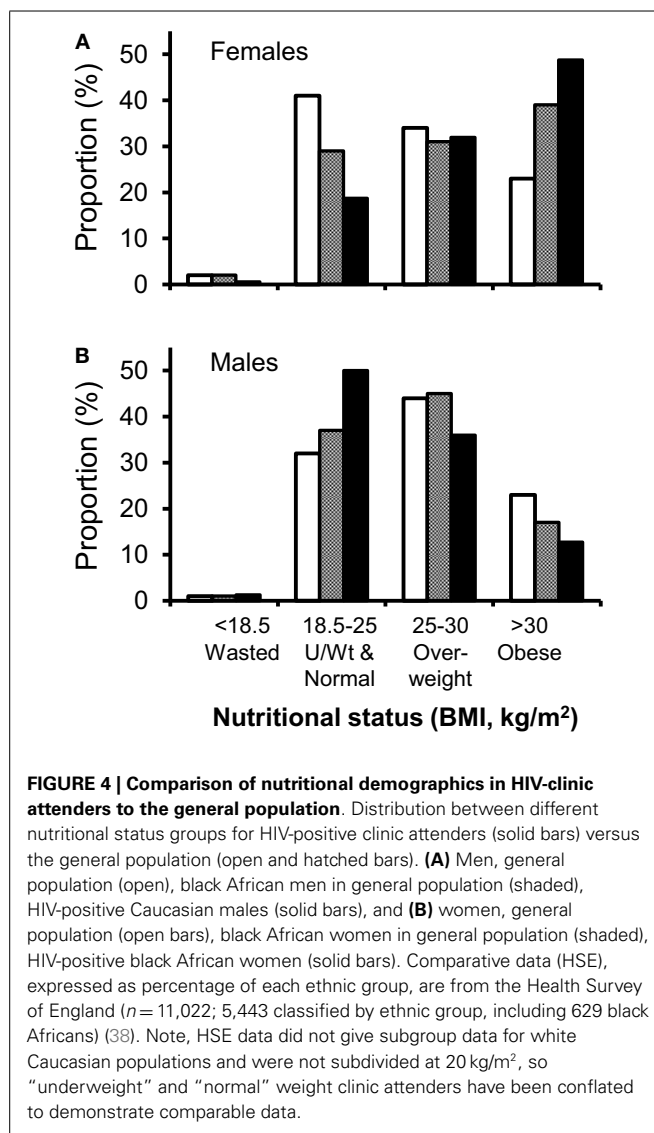 A
Females
Proportion (%)
50
40
30
20
10
0
B
Males
Proportion (%)
50
40
30
20
10
0
<18.5 18.5-25 25-30 >30
Wasted U/Wt & Over- Obese
Normal weight
Nutritional status (BMI, kg/m²)
FIGURE 4 | Comparison of nutritional demographics in HIV-clinic
attenders to the general population. Distribution between different
nutritional status groups for HIV-positive clinic attenders (solid bars) versus
the general population (open and hatched bars). (A) Men, general
population (open), black African men in general population (shaded),
HIV-positive Caucasian males (solid bars), and (B) women, general
population (open bars), black African women in general population (shaded),
HIV-positive black African women (solid bars). Comparative data (HSE),
expressed as percentage of each ethnic group, are from the Health Survey
of England (n = 11,022; 5,443 classified by ethnic group, including 629 black
Africans) (38). Note, HSE data did not give subgroup data for white
Caucasian populations and were not subdivided at 20 kg/m², so
“underweight” and “normal” weight clinic attenders have been conflated
to demonstrate comparable data.